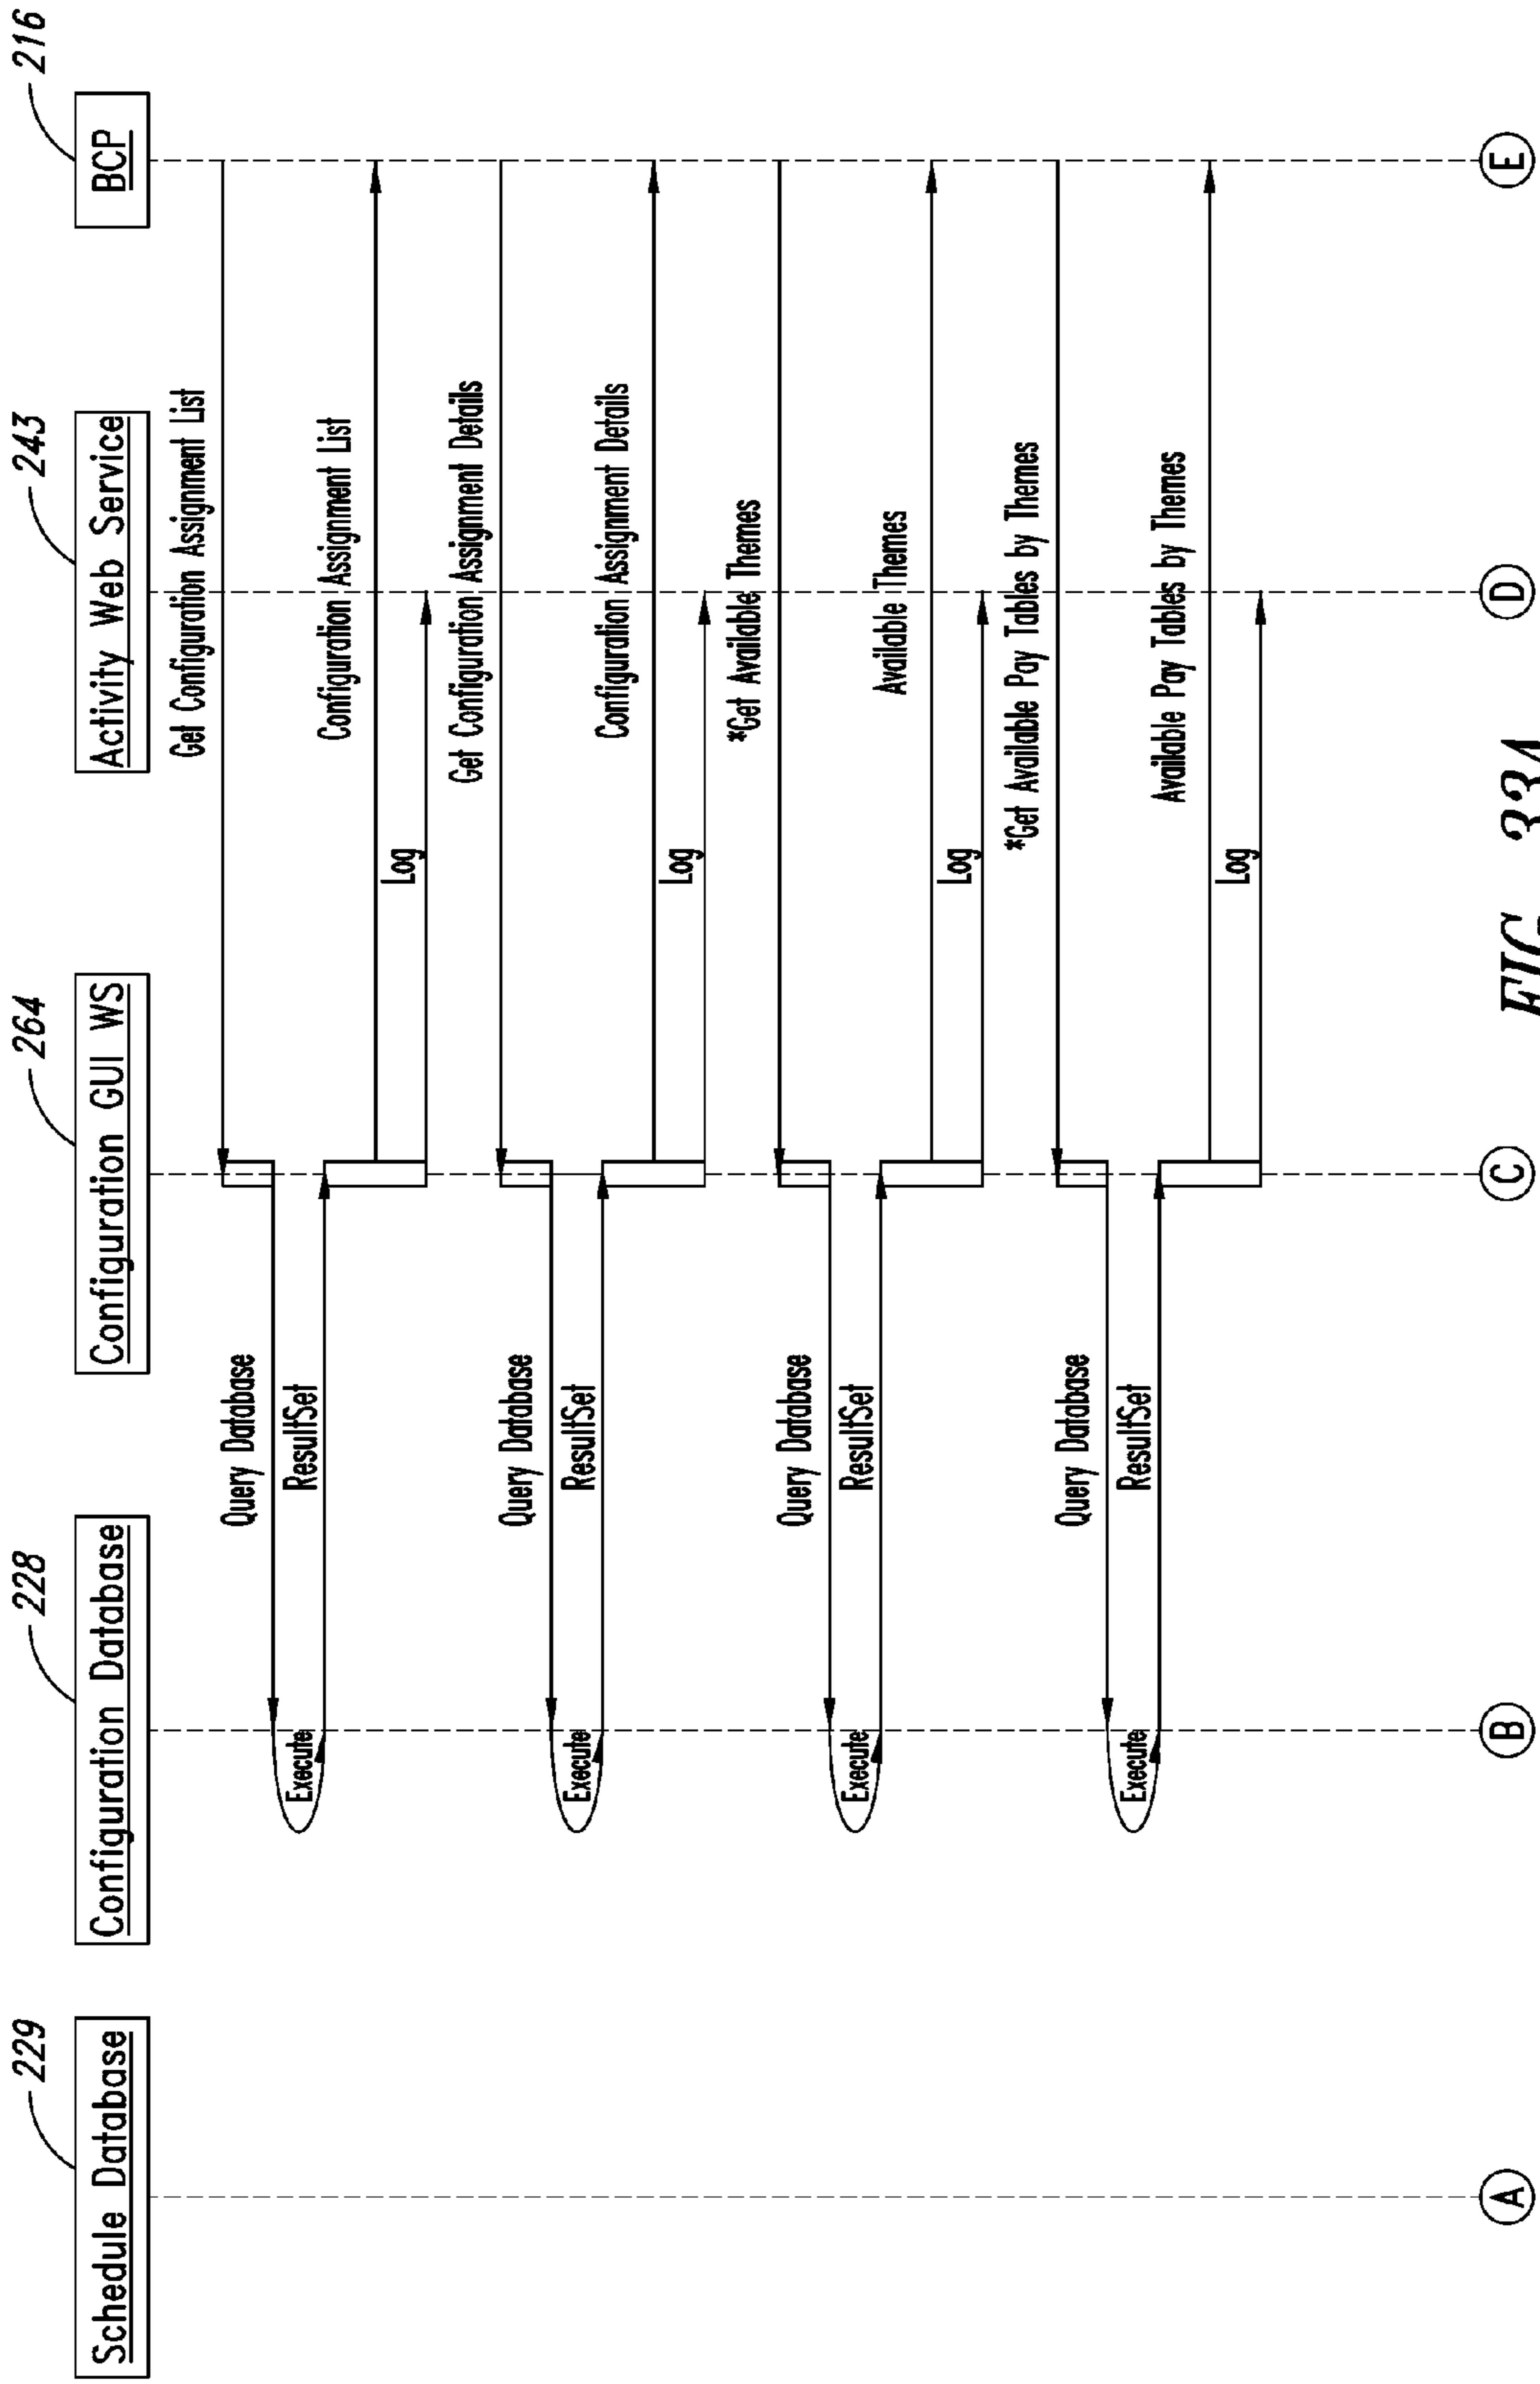 229
Schedule Database
228
Configuration Database
264
Configuration GUI WS
243
Activity Web Service
216
BCP
Get Configuration Assignment List
Query Database
Execute
ResultSet
Configuration Assignment List
Log
Get Configuration Assignment Details
Query Database
Execute
ResultSet
Configuration Assignment Details
Log
*Get Available Themes
Query Database
Execute
ResultSet
Available Themes
Log
*Get Available Pay Tables by Themes
Query Database
Execute
ResultSet
Available Pay Tables by Themes
Log
A
B
C
D
E
FIG. 33A